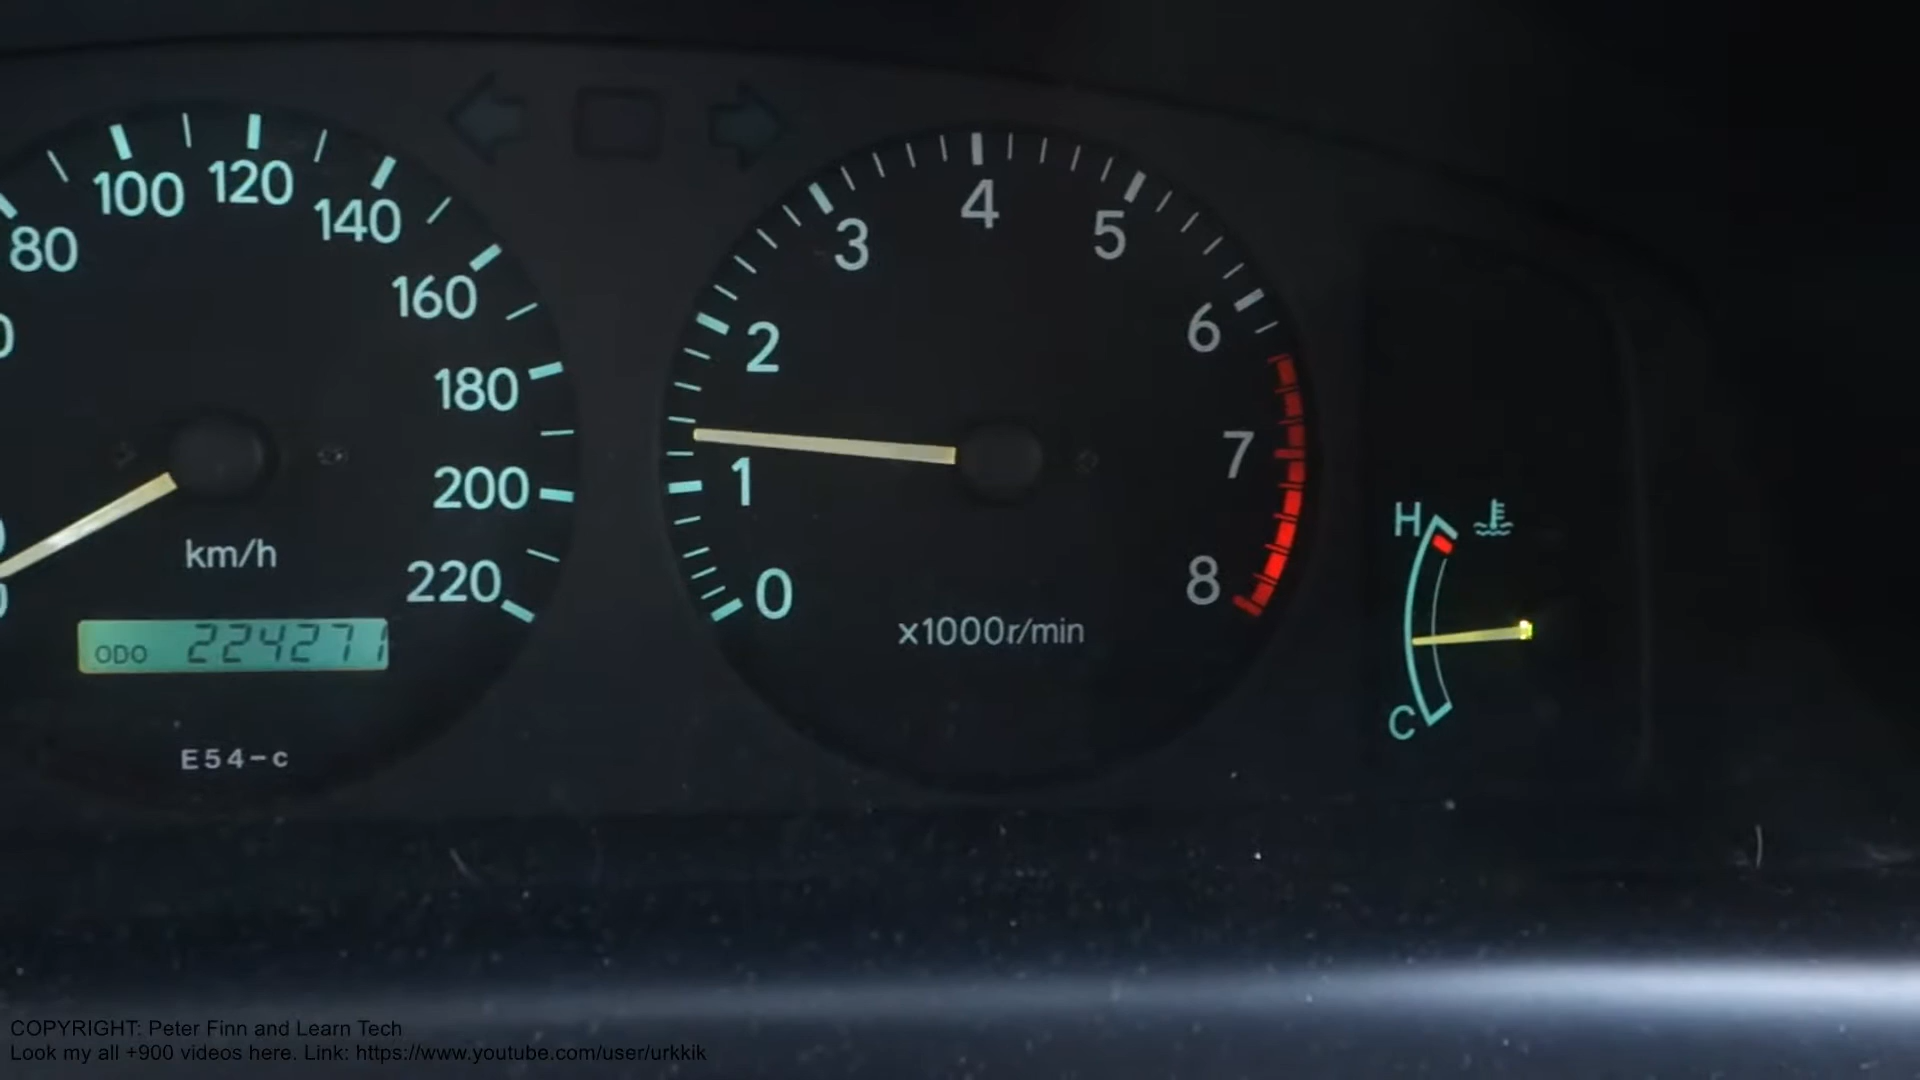 80
100
120
140
160
180
200
220
km/h
ODO 224271
E54-c
0
1
2
3
4
5
6
7
8
x1000r/min
H
C
COPYRIGHT: Peter Finn and Learn Tech
Look my all +900 videos here. Link: https://www.youtube.com/user/urkkik